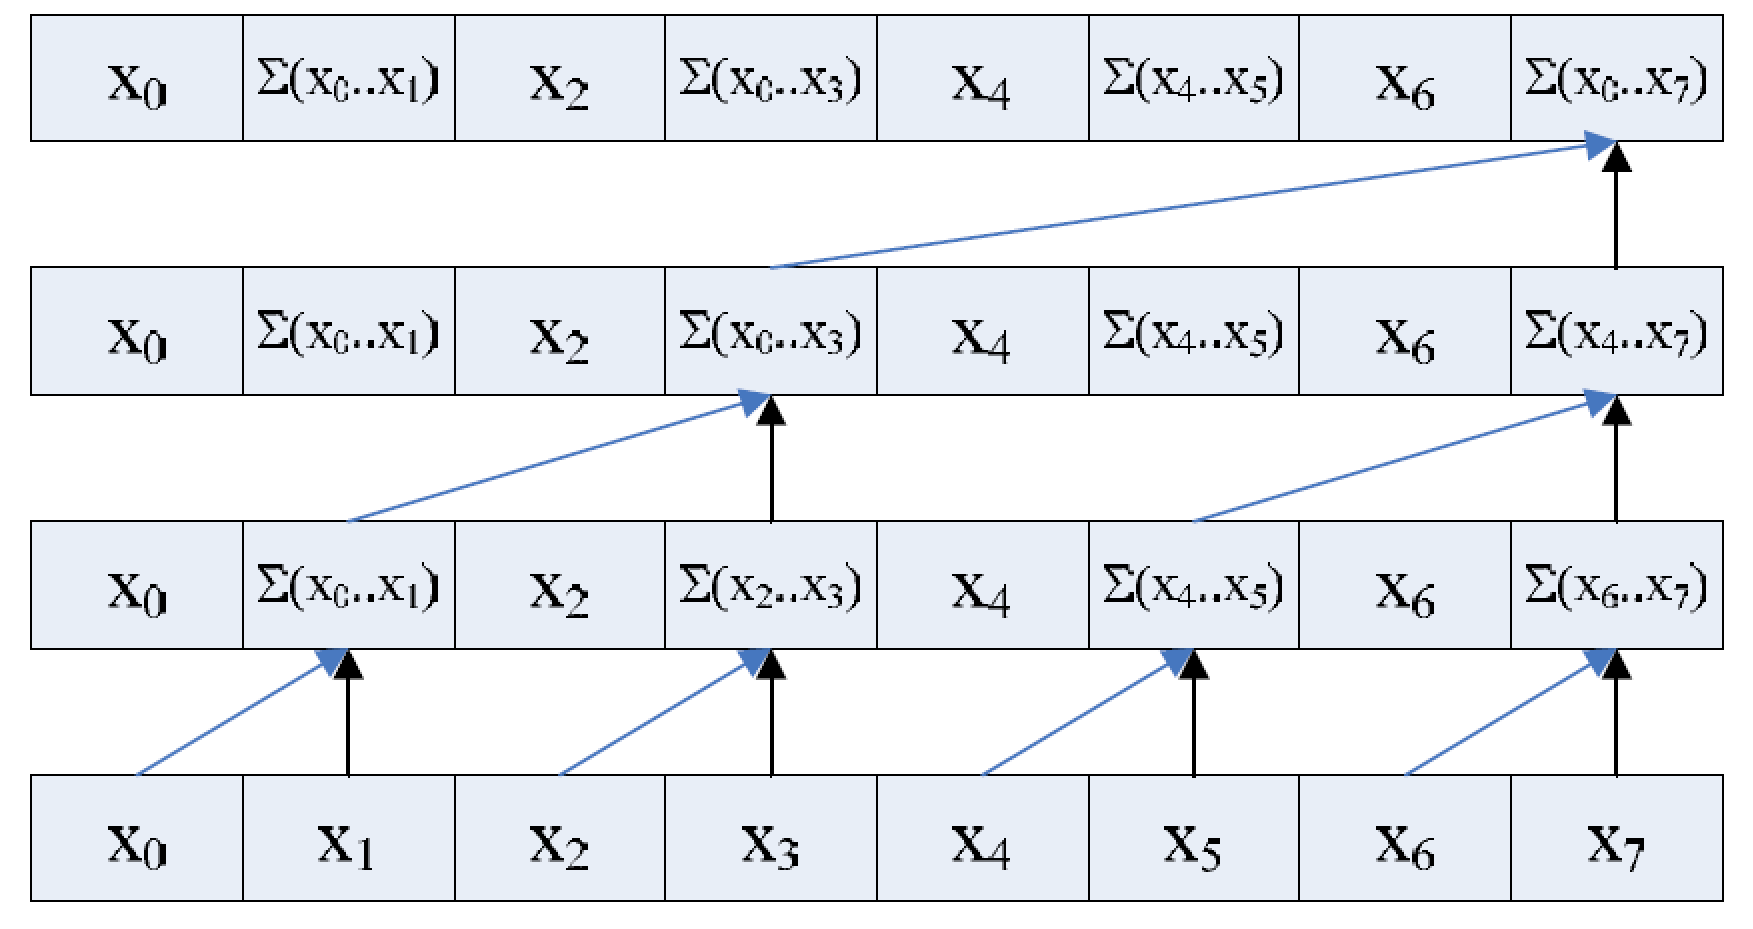 x₀ Σ(x₀..x₁) x₂ Σ(x₀..x₃) x₄ Σ(x₄..x₅) x₆ Σ(x₀..x₇)
x₀ Σ(x₀..x₁) x₂ Σ(x₀..x₃) x₄ Σ(x₄..x₅) x₆ Σ(x₄..x₇)
x₀ Σ(x₀..x₁) x₂ Σ(x₂..x₃) x₄ Σ(x₄..x₅) x₆ Σ(x₆..x₇)
x₀ x₁ x₂ x₃ x₄ x₅ x₆ x₇